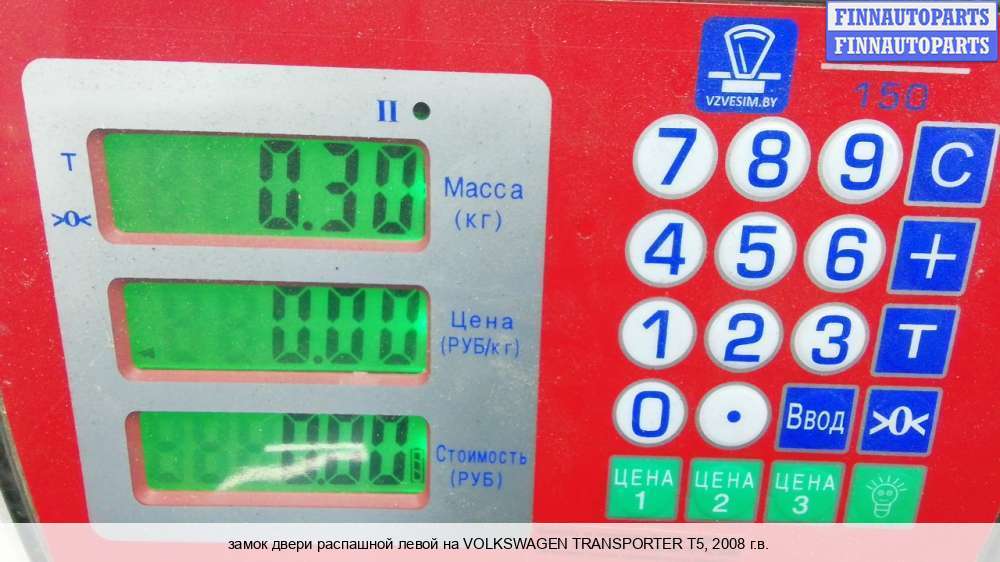 FINNAUTOPARTS
FINNAUTOPARTS
VZVESIM.BY
150
II
T
0.30
Масса
(кг)
>0<
0.00
Цена
(РУБ/кг)
0.00
Стоимость
(РУБ)
7 8 9 C
4 5 6 +
1 2 3 T
0 . Ввод >0<
ЦЕНА 1
ЦЕНА 2
ЦЕНА 3
замок двери распашной левой на VOLKSWAGEN TRANSPORTER T5, 2008 г.в.